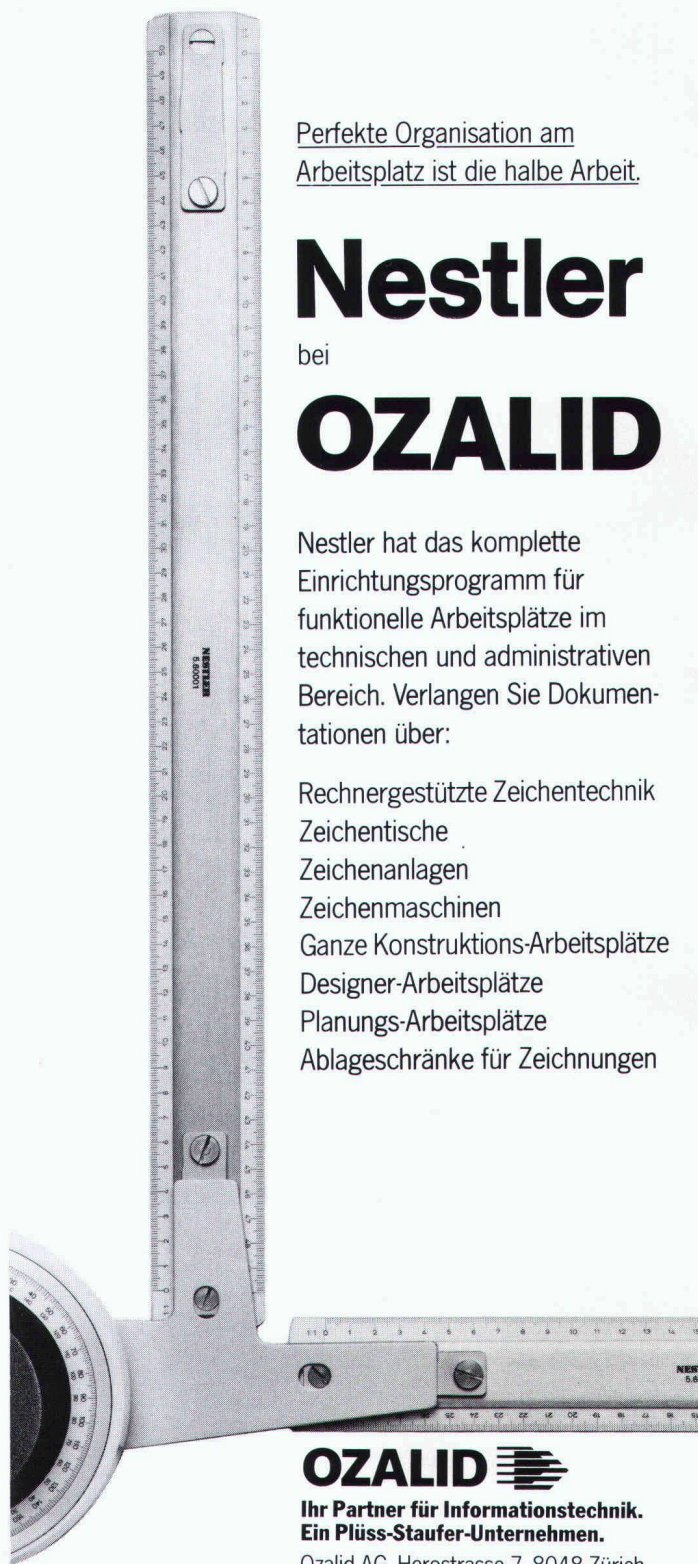 Perfekte Organisation am
Arbeitsplatz ist die halbe Arbeit.
Nestler
bei
OZALID
Nestler hat das komplette
Einrichtungsprogramm für
funktionelle Arbeitsplätze im
technischen und administrativen
Bereich. Verlangen Sie Dokumen-
tationen über:
Rechnergestützte Zeichentechnik
Zeichentische
Zeichenanlagen
Zeichenmaschinen
Ganze Konstruktions-Arbeitsplätze
Designer-Arbeitsplätze
Planungs-Arbeitsplätze
Ablageschränke für Zeichnungen
NESTLER
5.60001
OZALID
Ihr Partner für Informationstechnik.
Ein Plüss-Staufer-Unternehmen.
Ozalid AG, Herostrasse 7, 8048 Zürich